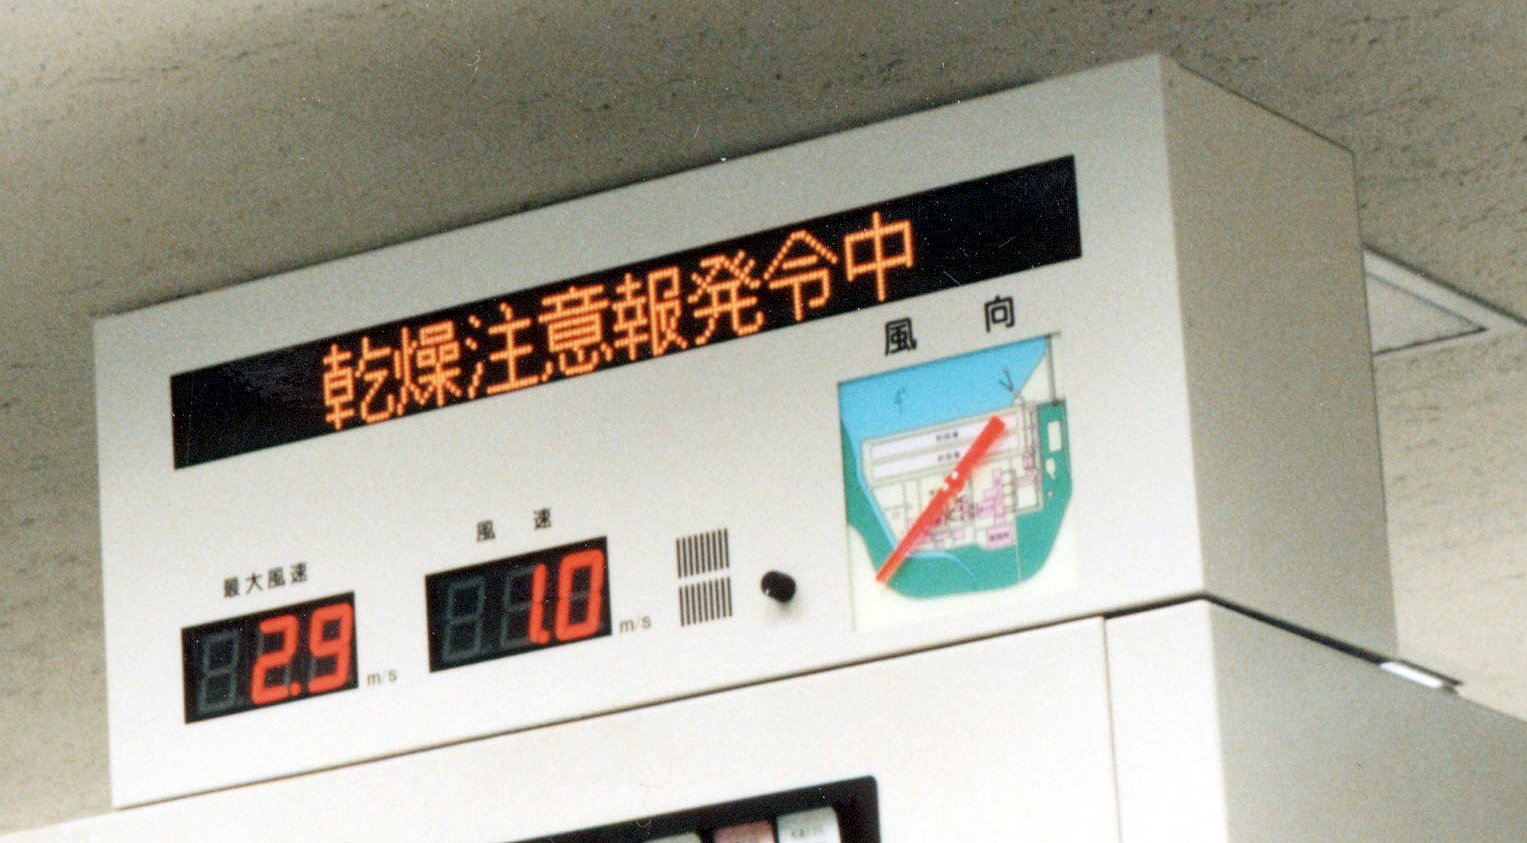 乾燥注意報発令中
風 向
風 速
1.0 m/s
最大風速
2.9 m/s